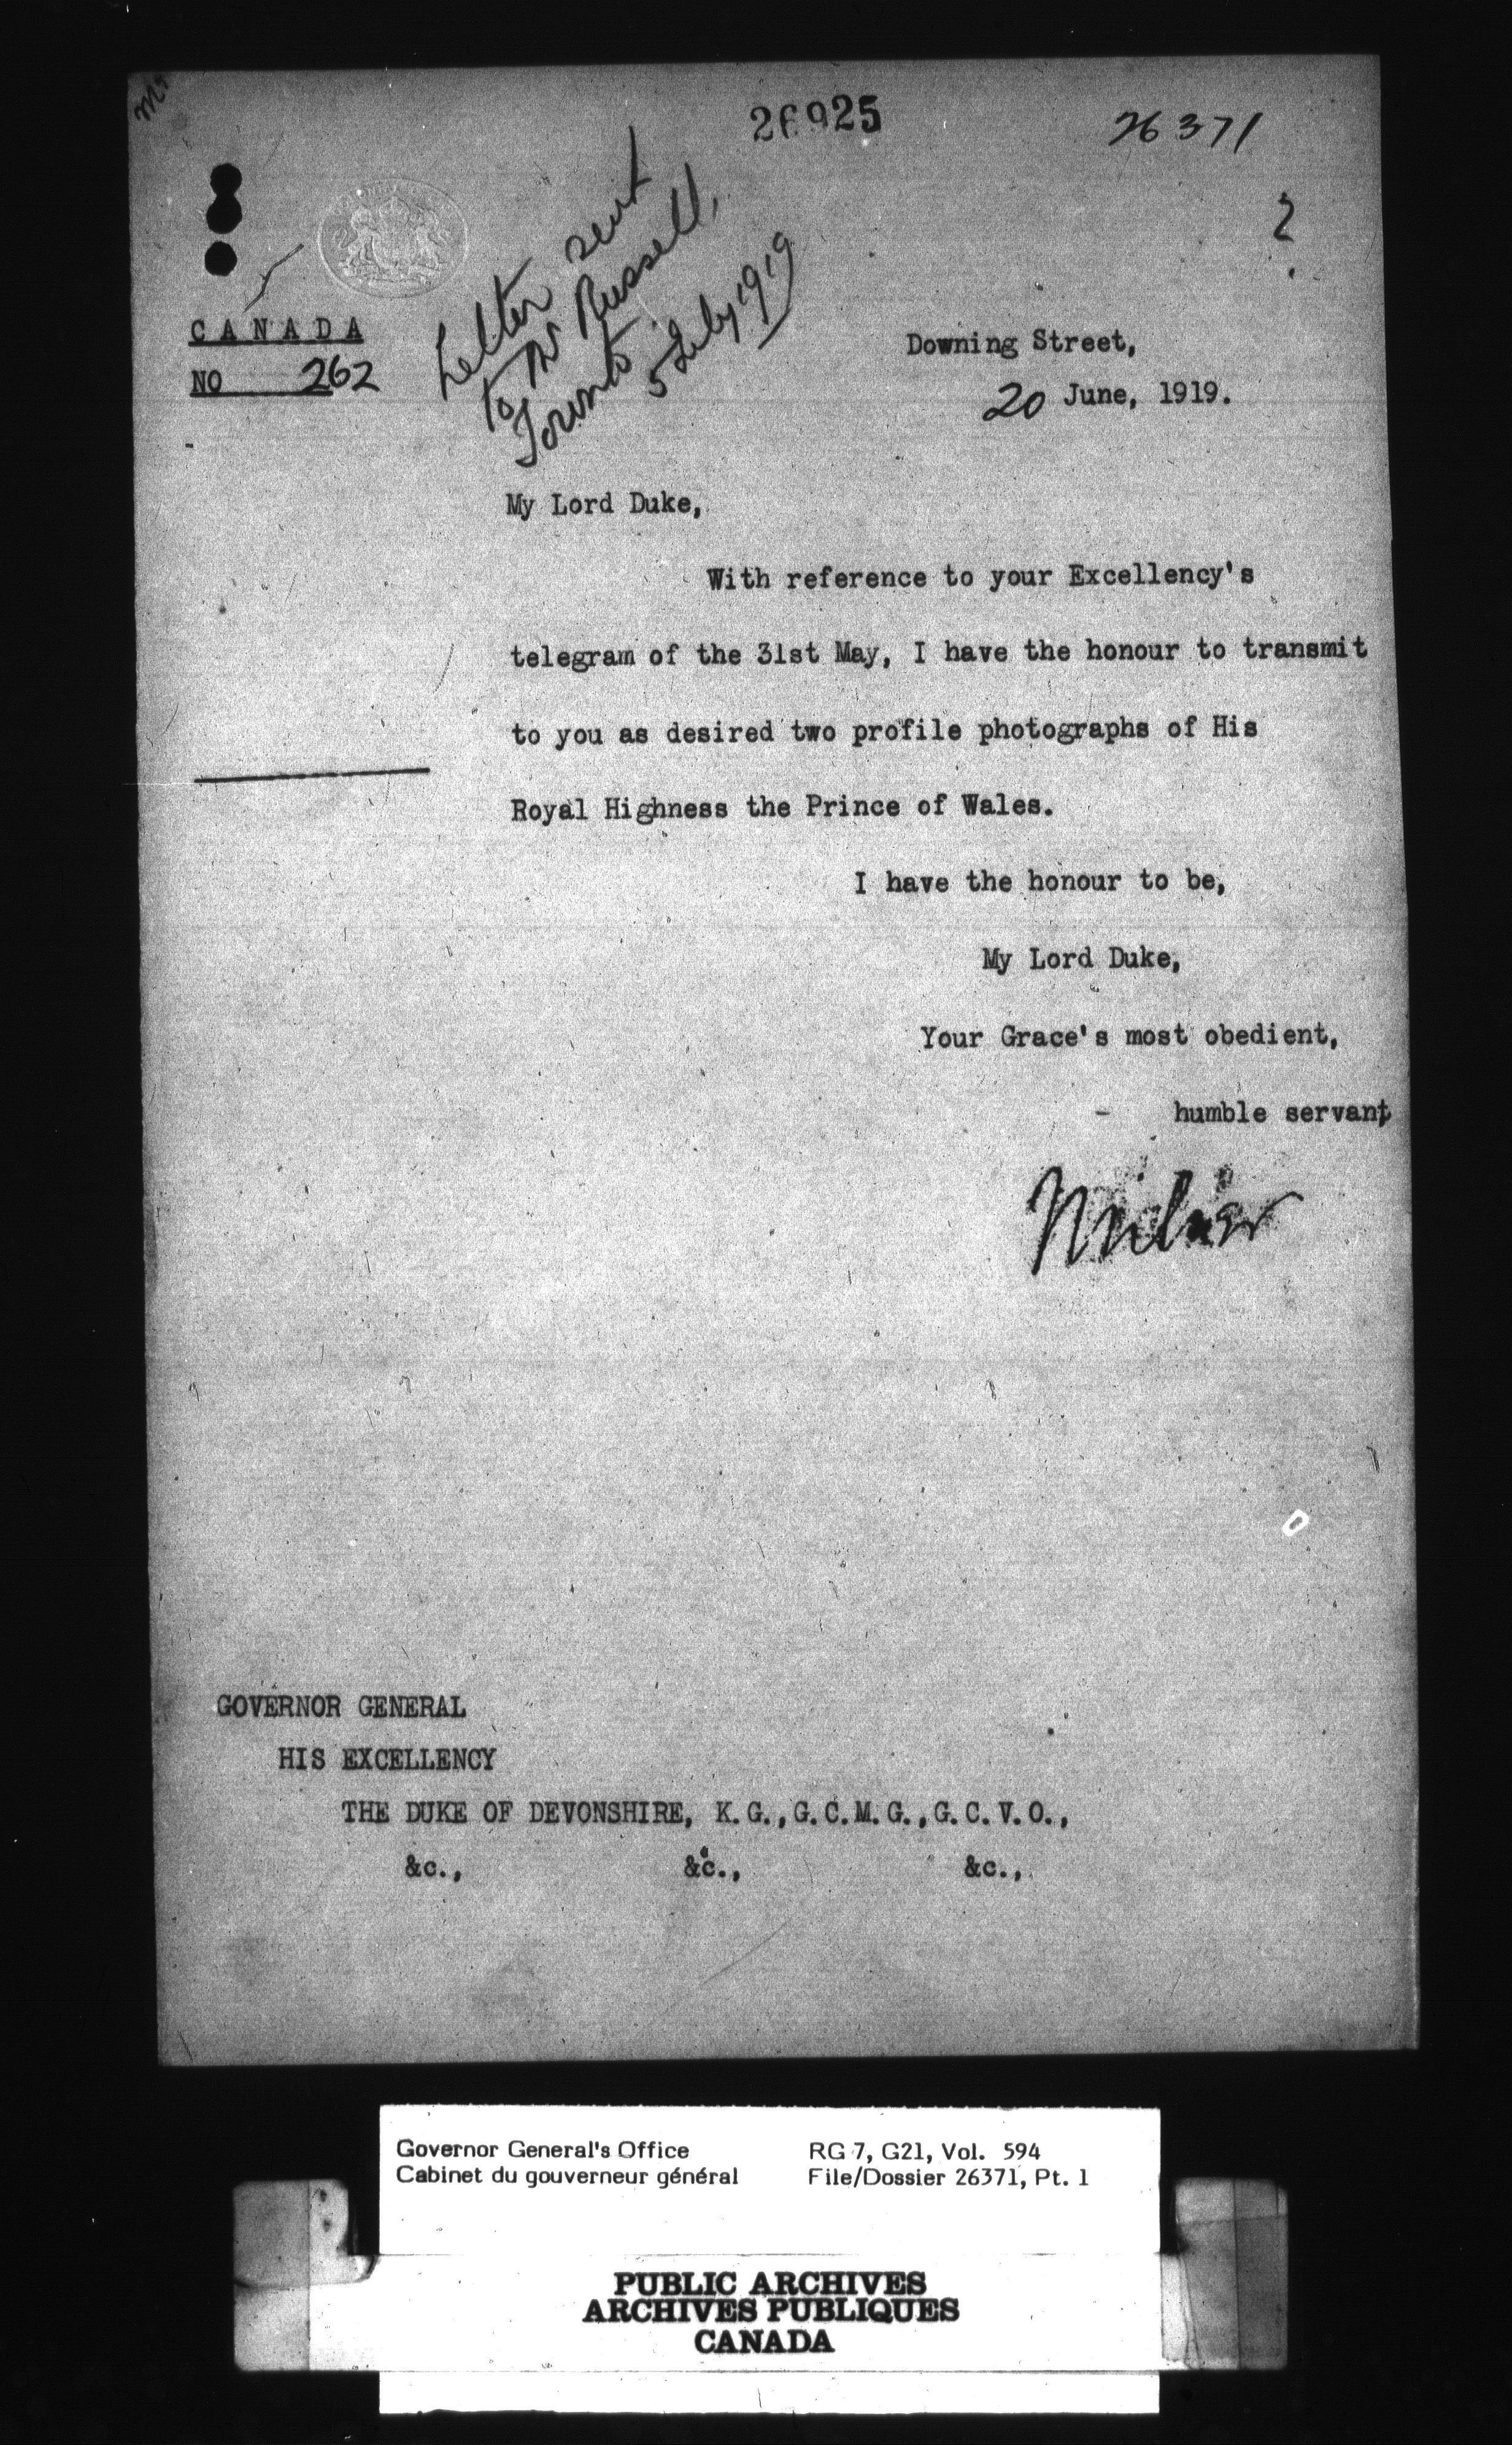 26925
26371
Letter sent
to Mr Russell,
Toronto
5 July 1919
CANADA
NO 262
Downing Street,
20 June, 1919.
My Lord Duke,
With reference to your Excellency's
telegram of the 31st May, I have the honour to transmit
to you as desired two profile photographs of His
Royal Highness the Prince of Wales.
I have the honour to be,
My Lord Duke,
Your Grace's most obedient,
humble servant
Milner
GOVERNOR GENERAL
HIS EXCELLENCY
THE DUKE OF DEVONSHIRE, K.G.,G.C.M.G.,G.C.V.O.,
&c., &c., &c.,
Governor General's Office RG 7, G21, Vol. 594
Cabinet du gouverneur général File/Dossier 26371, Pt. 1
PUBLIC ARCHIVES
ARCHIVES PUBLIQUES
CANADA